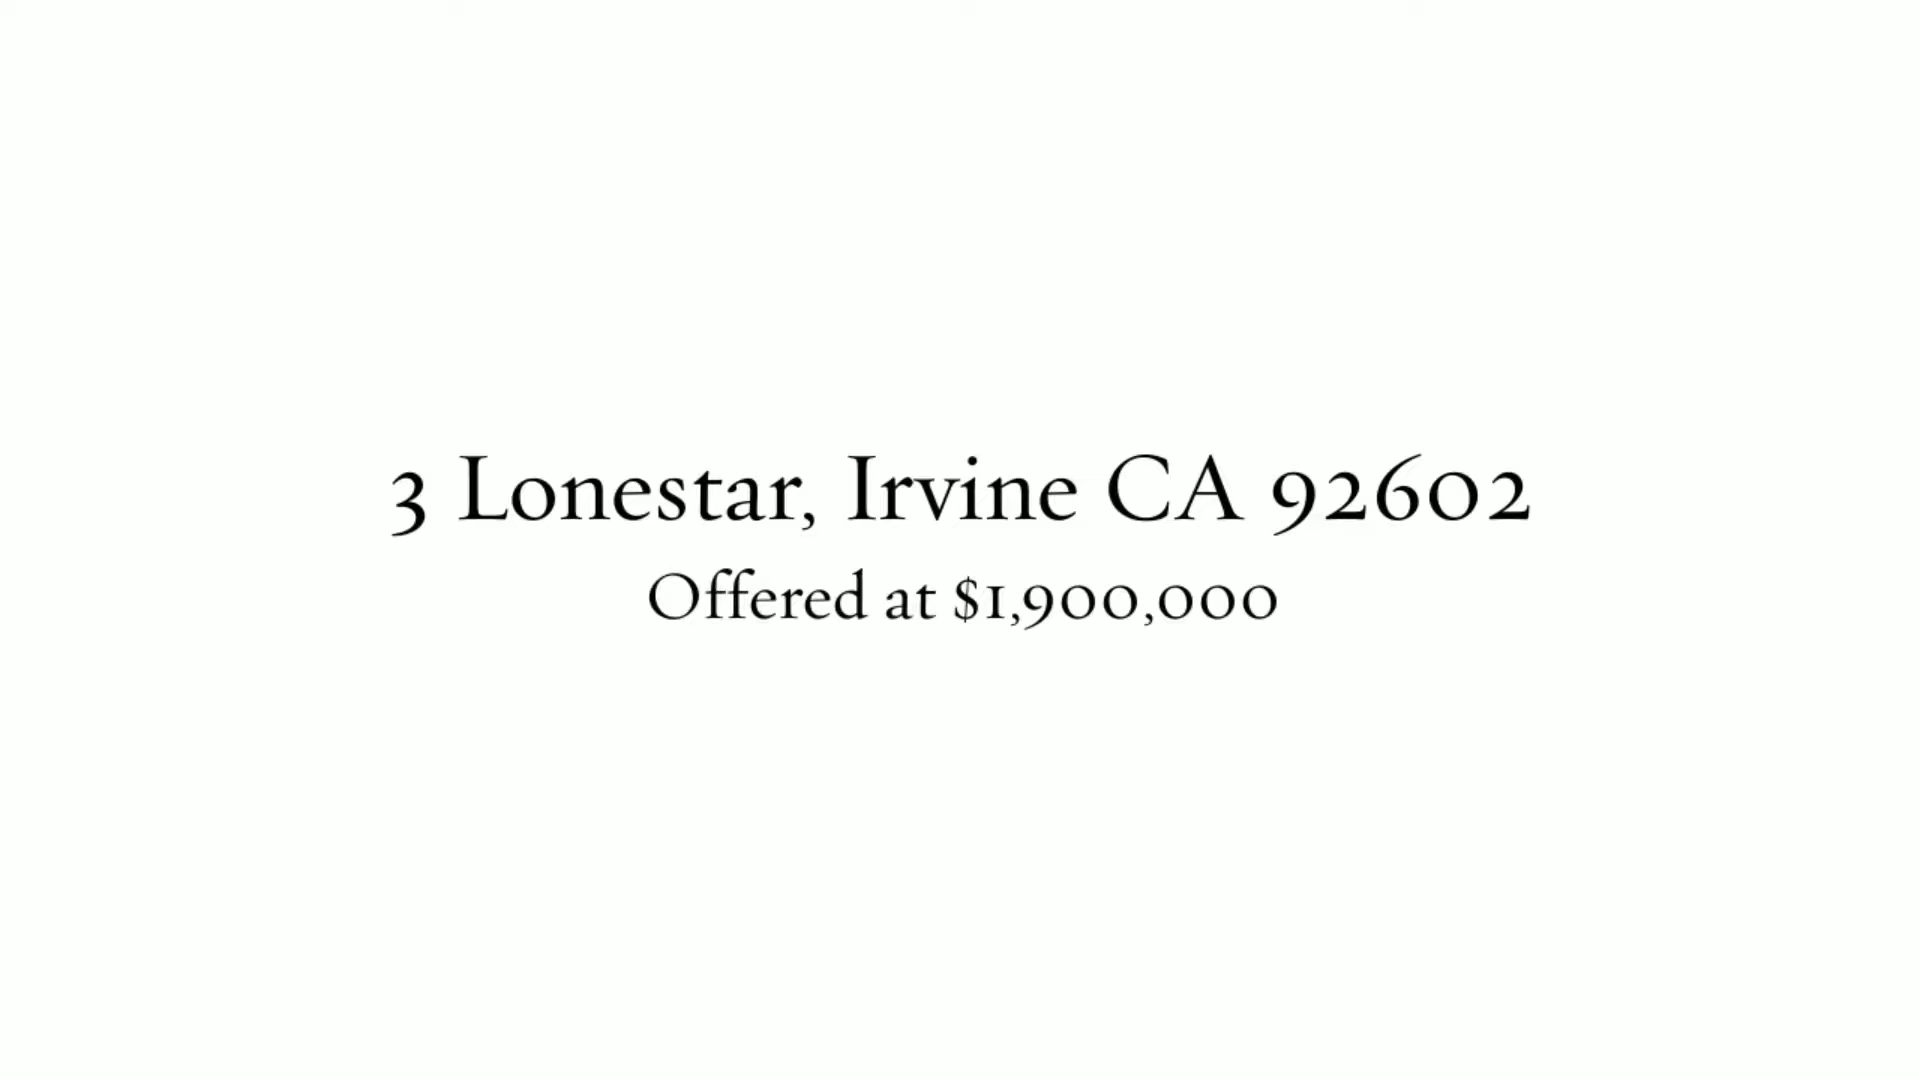 3 Lonestar, Irvine CA 92602
Offered at $1,900,000